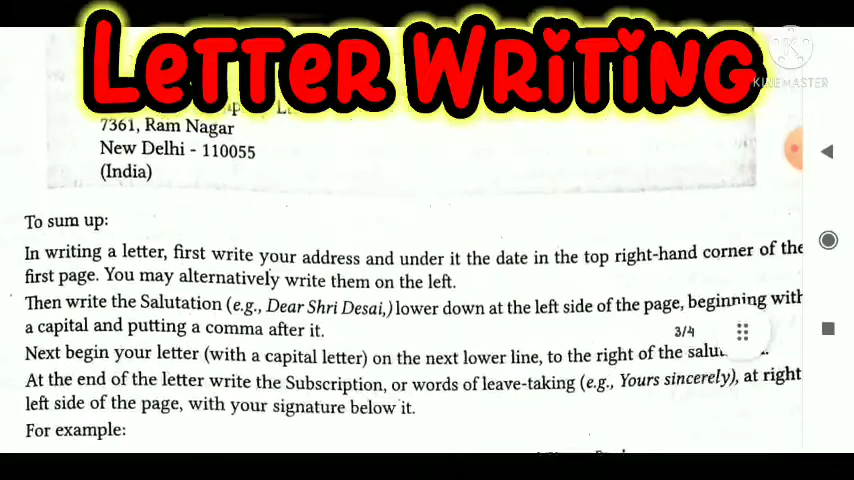 LETTER WRITING
KINEMASTER
7361, Ram Nagar
New Delhi - 110055
(India)
To sum up:
In writing a letter, first write your address and under it the date in the top right-hand corner of the
first page. You may alternatively write them on the left.
Then write the Salutation (e.g., Dear Shri Desai,) lower down at the left side of the page, beginning with
a capital and putting a comma after it.
3/4
Next begin your letter (with a capital letter) on the next lower line, to the right of the
At the end of the letter write the Subscription, or words of leave-taking (e.g., Yours sincerely), at right
left side of the page, with your signature below it.
For example: